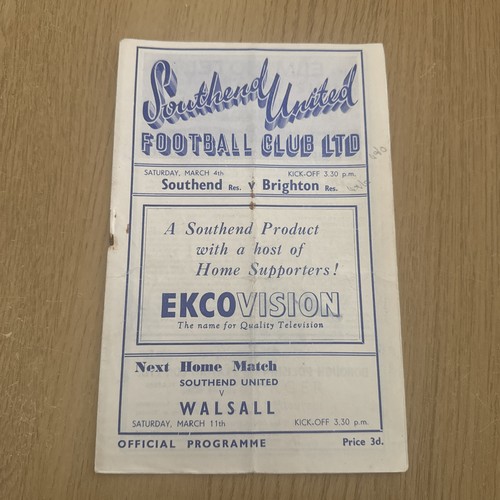 Southend United
FOOTBALL CLUB LTD
SATURDAY, MARCH 4th KICK-OFF 3.30 p.m.
Southend Res. v Brighton Res.
A Southend Product
with a host of
Home Supporters!
EKCOVISION
The name for Quality Television
Next Home Match
SOUTHEND UNITED
V
WALSALL
SATURDAY, MARCH 11th KICK-OFF 3.30 p.m.
OFFICIAL PROGRAMME Price 3d.